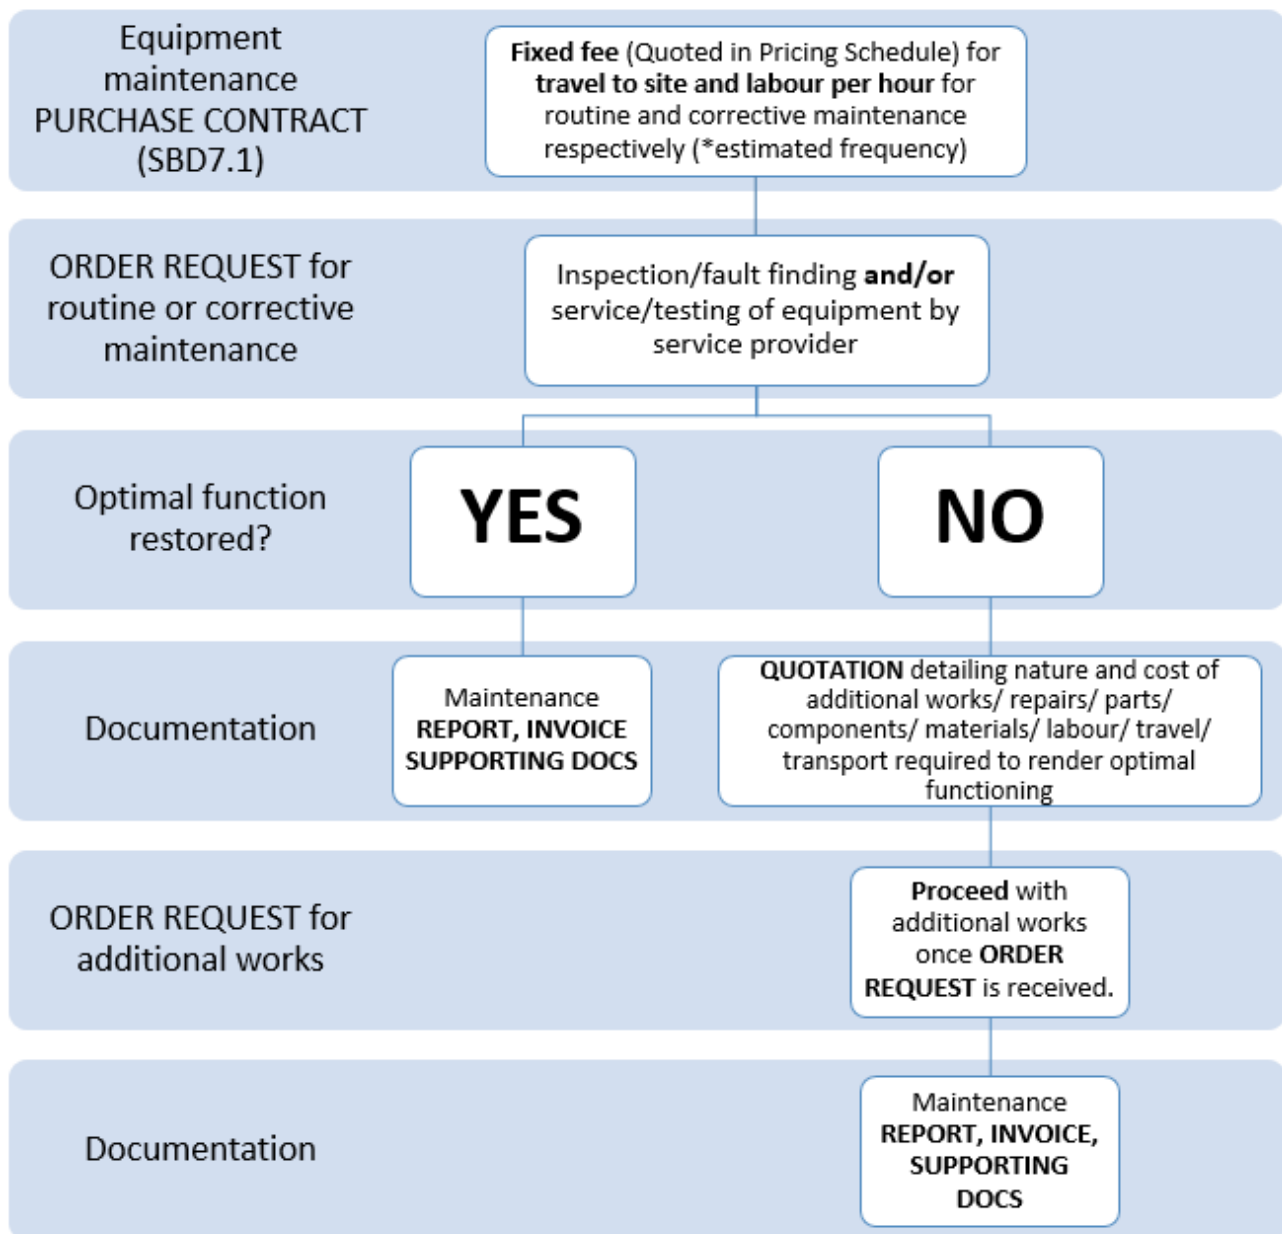 Equipment
maintenance
PURCHASE CONTRACT
(SBD7.1)
Fixed fee (Quoted in Pricing Schedule) for
travel to site and labour per hour for
routine and corrective maintenance
respectively (*estimated frequency)
ORDER REQUEST for
routine or corrective
maintenance
Inspection/fault finding and/or
service/testing of equipment by
service provider
Optimal function
restored?
YES
NO
Documentation
Maintenance
REPORT, INVOICE
SUPPORTING DOCS
QUOTATION detailing nature and cost of
additional works/ repairs/ parts/
components/ materials/ labour/ travel/
transport required to render optimal
functioning
ORDER REQUEST for
additional works
Proceed with
additional works
once ORDER
REQUEST is received.
Documentation
Maintenance
REPORT, INVOICE,
SUPPORTING
DOCS